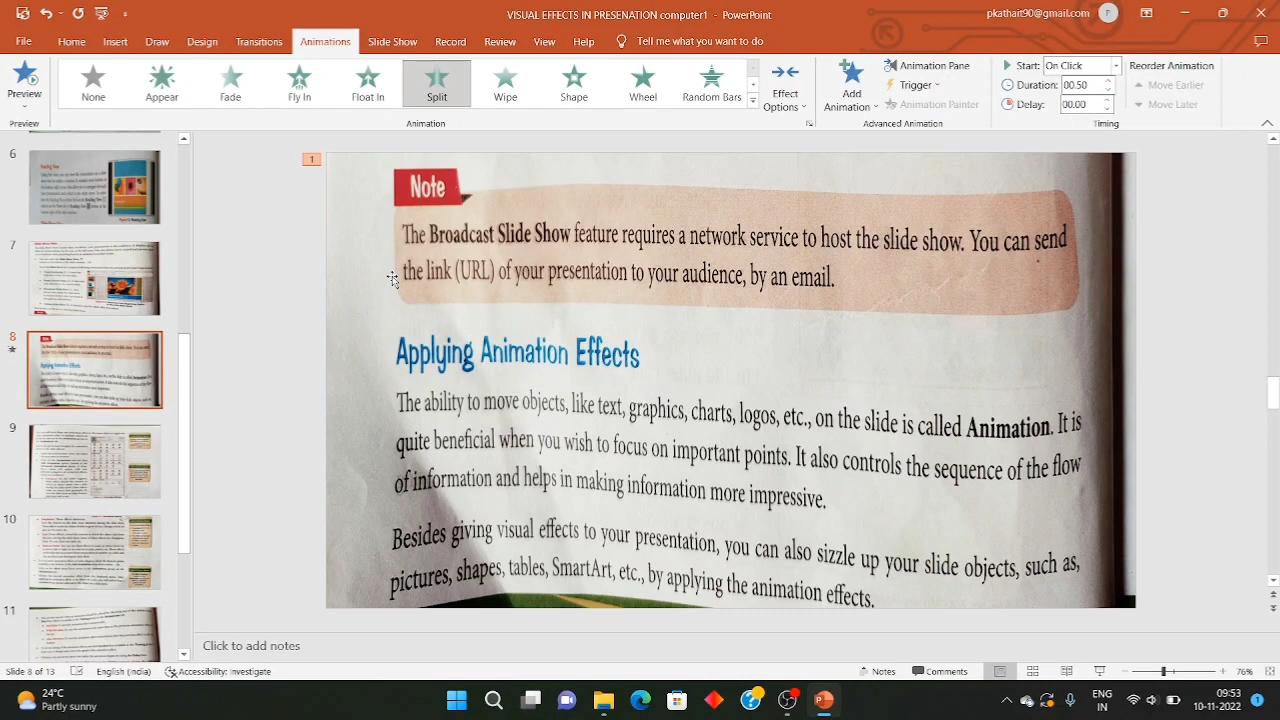 VISUAL EFFECTS AND ANIMATION - PowerPoint
pkathar90@gmail.com
P
File Home Insert Draw Design Transitions Animations Slide Show Record Review View Help Tell me what you want to do
Preview
None Appear Fade Fly In Float In Split Wipe Shape Wheel Random Bars
Effect Options
Add Animation
Animation Pane
Trigger
Animation Painter
Start: On Click
Duration: 00.50
Delay: 00.00
Reorder Animation
Move Earlier
Move Later
Preview Animation Advanced Animation Timing
6
7
8
9
10
11
1
Note
The Broadcast Slide Show feature requires a network service to host the slide show. You can send
the link (URL) of your presentation to your audience by an email.
Applying Animation Effects
The ability to move objects, like text, graphics, charts, logos, etc., on the slide is called Animation. It is
quite beneficial when you wish to focus on important points. It also controls the sequence of the flow
of information and helps in making information more impressive.
Besides giving visual effects to your presentation, you can also sizzle up your slide objects, such as,
pictures, shapes, tables, SmartArt, etc., by applying the animation effects.
Click to add notes
Slide 8 of 13 English (India) Accessibility: Investigate Notes Comments 76%
24°C
Partly sunny
ENG
IN
09:53
10-11-2022